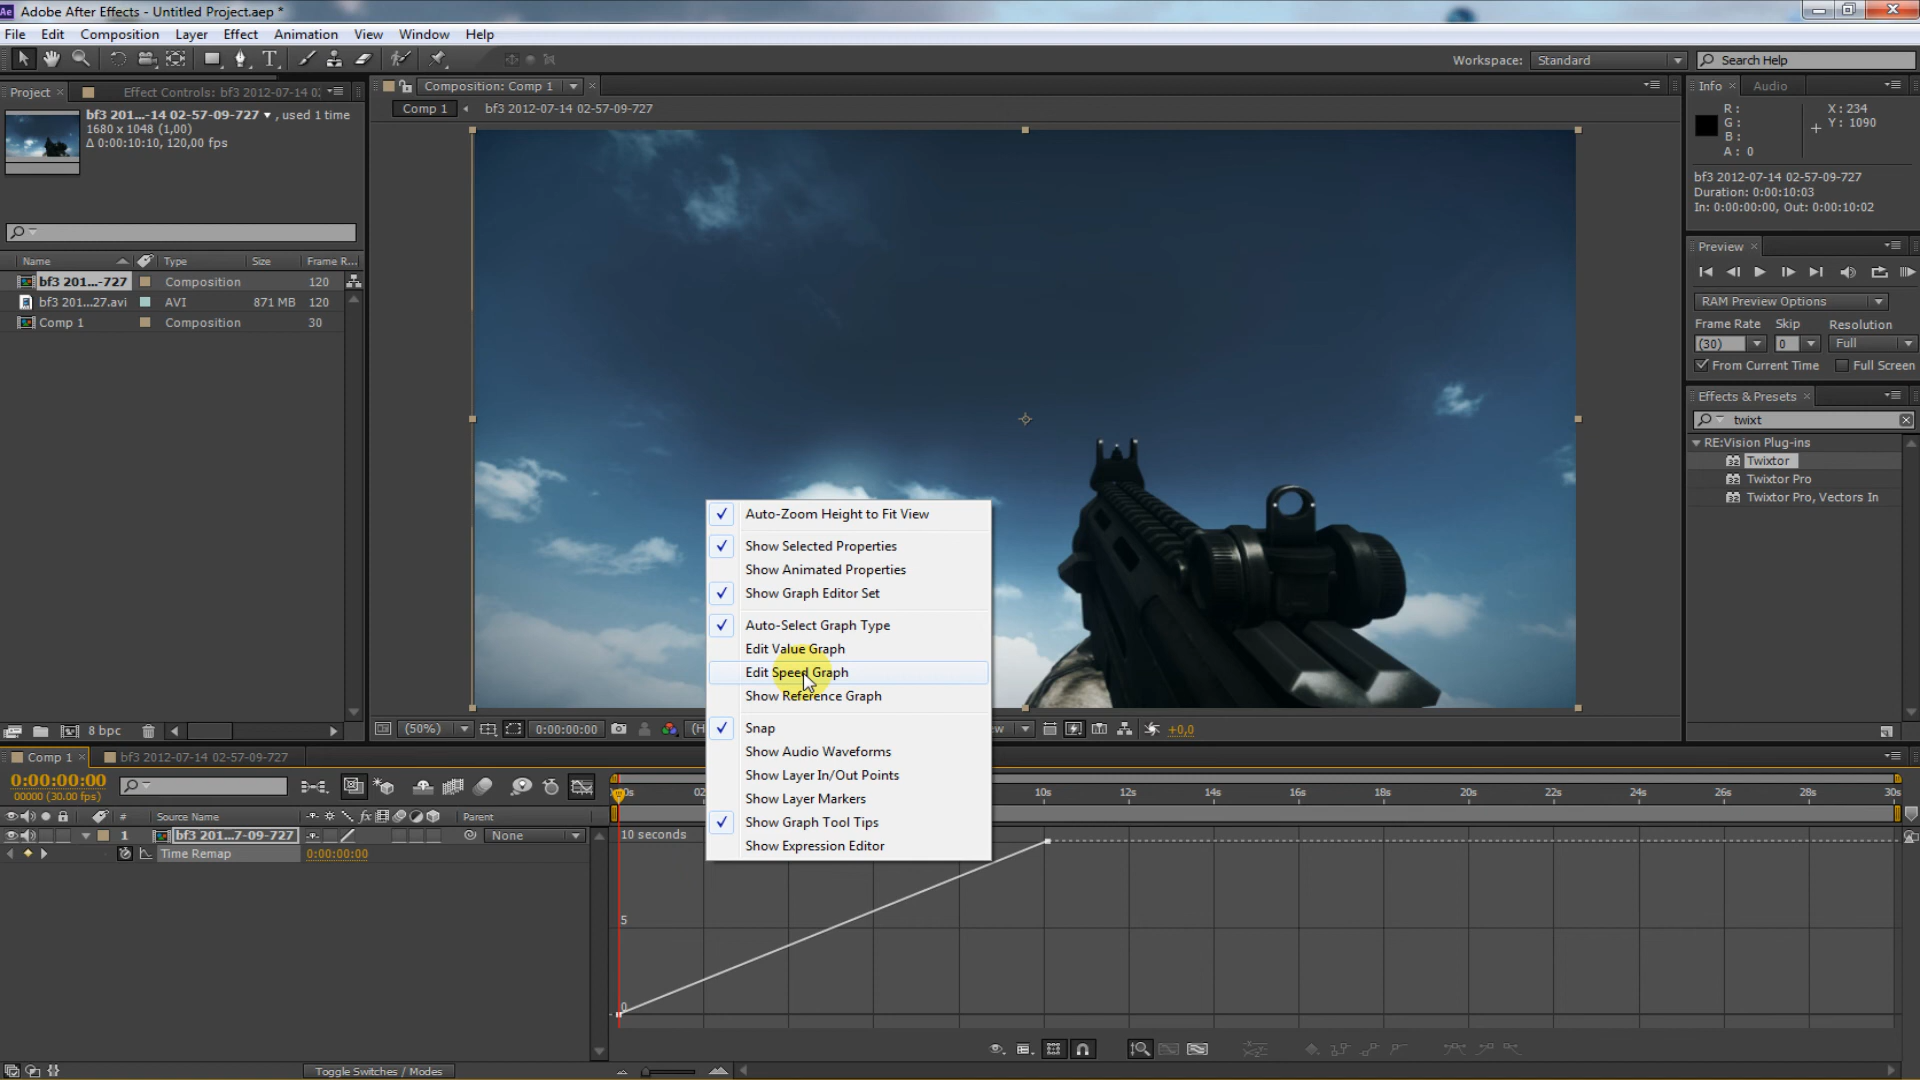 Ae Adobe After Effects - Untitled Project.aep *
File Edit Composition Layer Effect Animation View Window Help
Workspace: Standard Search Help
Project Effect Controls: bf3 2012-07-14 02
bf3 201...-14 02-57-09-727 , used 1 time
1680 x 1048 (1,00)
Δ 0:00:10:10, 120,00 fps
Name Type Size Frame R...
bf3 201...-727 Composition 120
bf3 201...27.avi AVI 871 MB 120
Comp 1 Composition 30
8 bpc
Composition: Comp 1
Comp 1 bf3 2012-07-14 02-57-09-727
Auto-Zoom Height to Fit View
Show Selected Properties
Show Animated Properties
Show Graph Editor Set
Auto-Select Graph Type
Edit Value Graph
Edit Speed Graph
Show Reference Graph
Snap
Show Audio Waveforms
Show Layer In/Out Points
Show Layer Markers
Show Graph Tool Tips
Show Expression Editor
(50%) 0:00:00:00 +0,0
Info Audio
R: X: 234
G: Y: 1090
B:
A: 0
bf3 2012-07-14 02-57-09-727
Duration: 0:00:10:03
In: 0:00:00:00, Out: 0:00:10:02
Preview
RAM Preview Options
Frame Rate Skip Resolution
(30) 0 Full
From Current Time Full Screen
Effects & Presets
twixt
RE:Vision Plug-ins
32 Twixtor
32 Twixtor Pro
32 Twixtor Pro, Vectors In
Comp 1 bf3 2012-07-14 02-57-09-727
0:00:00:00
00000 (30.00 fps)
# Source Name Parent
1 bf3 201...7-09-727 None
Time Remap 0:00:00:00
02 10s 12s 14s 16s 18s 20s 22s 24s 26s 28s 30s
10 seconds
5
0
Toggle Switches / Modes